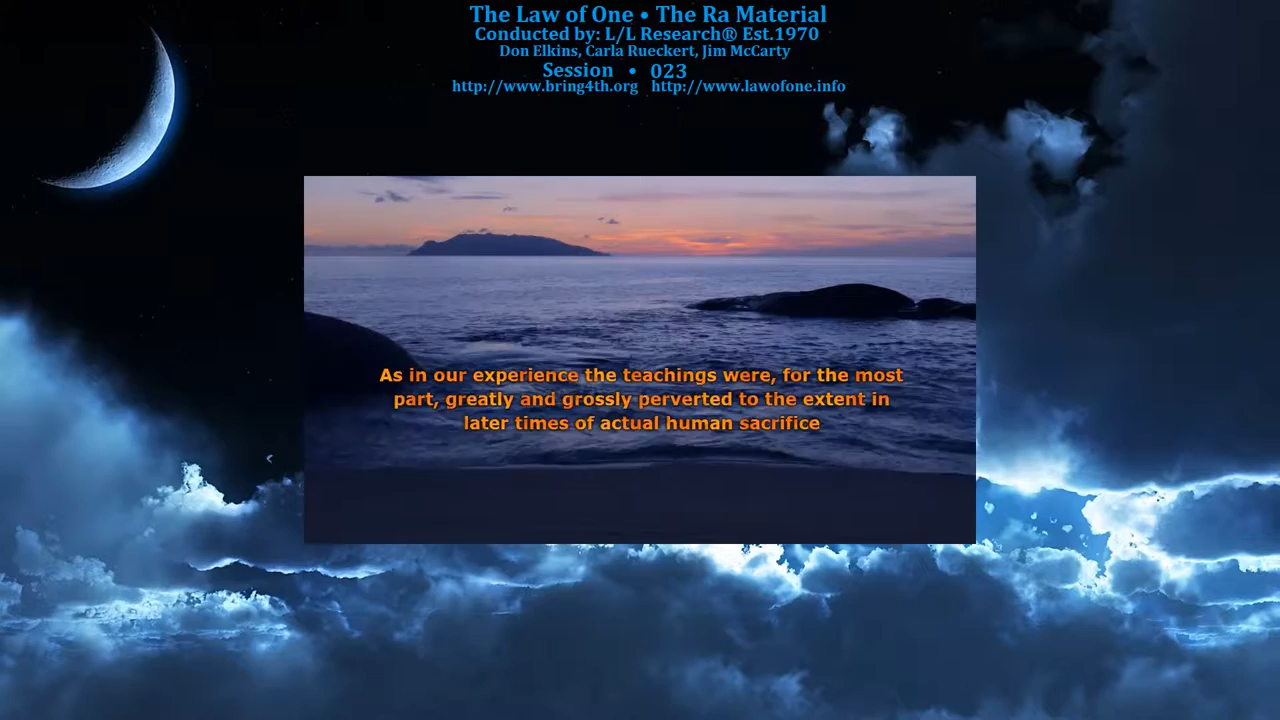 The Law of One • The Ra Material
Conducted by: L/L Research® Est.1970
Don Elkins, Carla Rueckert, Jim McCarty
Session • 023
http://www.bring4th.org http://www.lawofone.info
As in our experience the teachings were, for the most
part, greatly and grossly perverted to the extent in
later times of actual human sacrifice